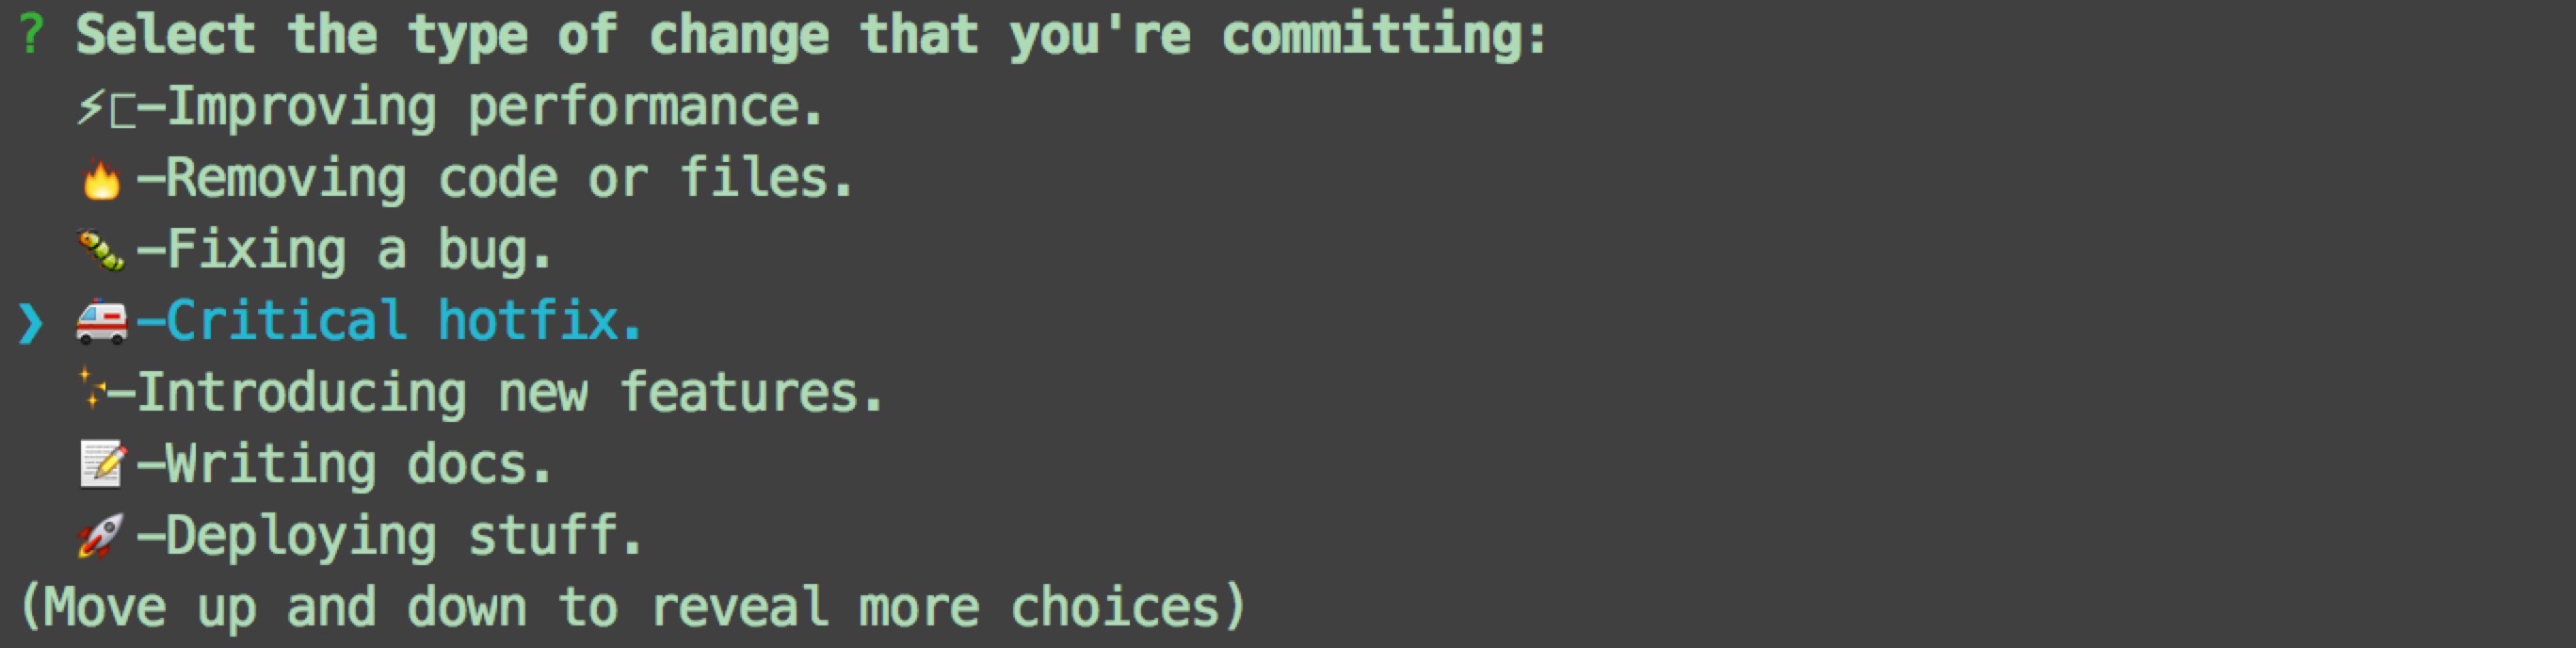 ? Select the type of change that you're committing:
⚡□–Improving performance.
🔥 –Removing code or files.
🐛 –Fixing a bug.
❯ 🚑 –Critical hotfix.
✨–Introducing new features.
📝 –Writing docs.
🚀 –Deploying stuff.
(Move up and down to reveal more choices)